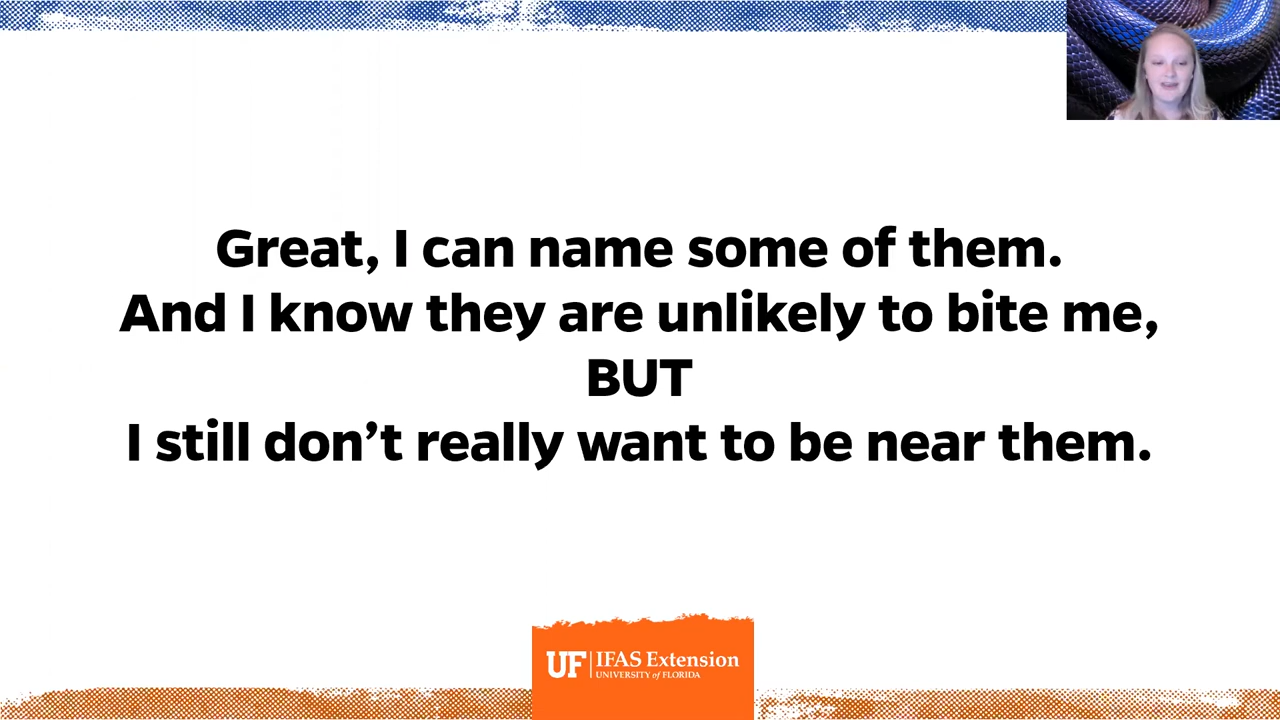 Great, I can name some of them.
And I know they are unlikely to bite me,
BUT
I still don’t really want to be near them.
UF | IFAS Extension
UNIVERSITY of FLORIDA